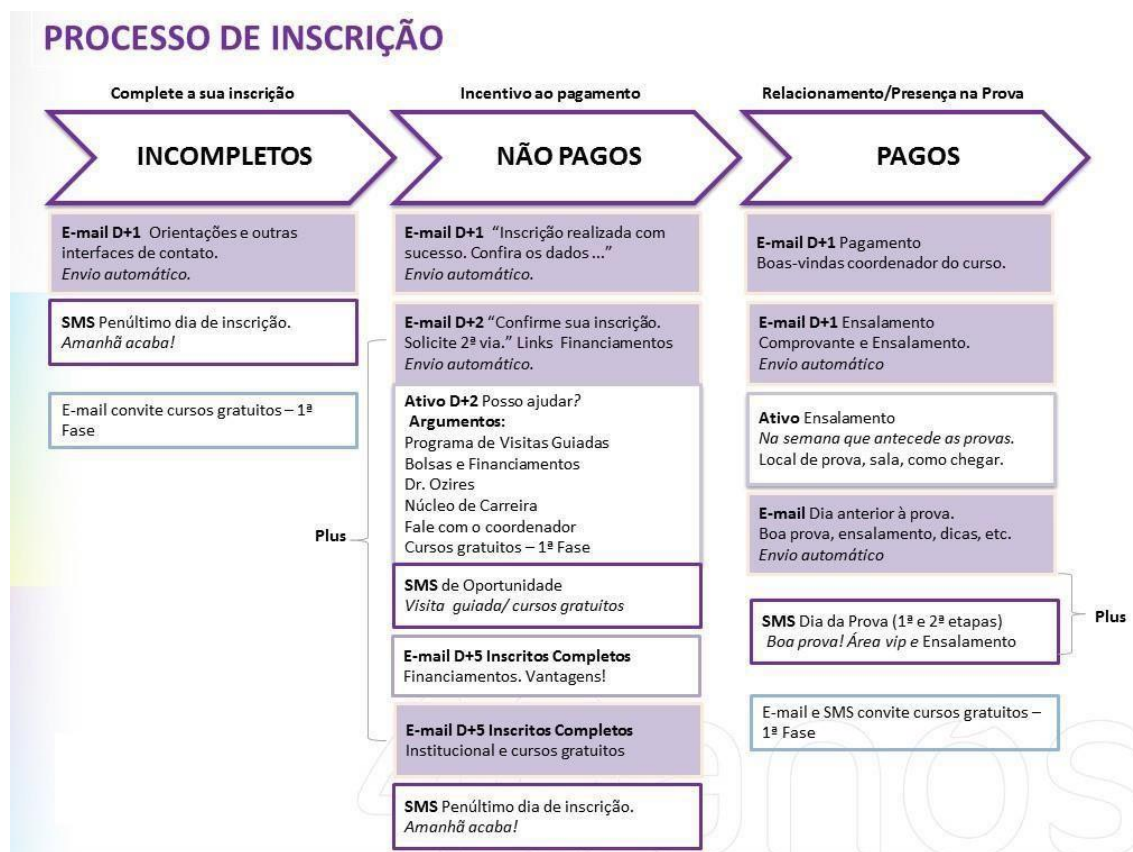 PROCESSO DE INSCRIÇÃO
Complete a sua inscrição
INCOMPLETOS
E-mail D+1 Orientações e outras
interfaces de contato.
Envio automático.
SMS Penúltimo dia de inscrição.
Amanhã acaba!
E-mail convite cursos gratuitos – 1ª
Fase
Incentivo ao pagamento
NÃO PAGOS
E-mail D+1 “Inscrição realizada com
sucesso. Confira os dados ...”
Envio automático.
E-mail D+2 “Confirme sua inscrição.
Solicite 2ª via.” Links Financiamentos
Envio automático.
Ativo D+2 Posso ajudar?
Argumentos:
Programa de Visitas Guiadas
Bolsas e Financiamentos
Dr. Ozires
Núcleo de Carreira
Fale com o coordenador
Cursos gratuitos – 1ª Fase
Plus
SMS de Oportunidade
Visita guiada/ cursos gratuitos
E-mail D+5 Inscritos Completos
Financiamentos. Vantagens!
E-mail D+5 Inscritos Completos
Institucional e cursos gratuitos
SMS Penúltimo dia de inscrição.
Amanhã acaba!
Relacionamento/Presença na Prova
PAGOS
E-mail D+1 Pagamento
Boas-vindas coordenador do curso.
E-mail D+1 Ensalamento
Comprovante e Ensalamento.
Envio automático
Ativo Ensalamento
Na semana que antecede as provas.
Local de prova, sala, como chegar.
E-mail Dia anterior à prova.
Boa prova, ensalamento, dicas, etc.
Envio automático
SMS Dia da Prova (1ª e 2ª etapas)
Boa prova! Área vip e Ensalamento
Plus
E-mail e SMS convite cursos gratuitos –
1ª Fase